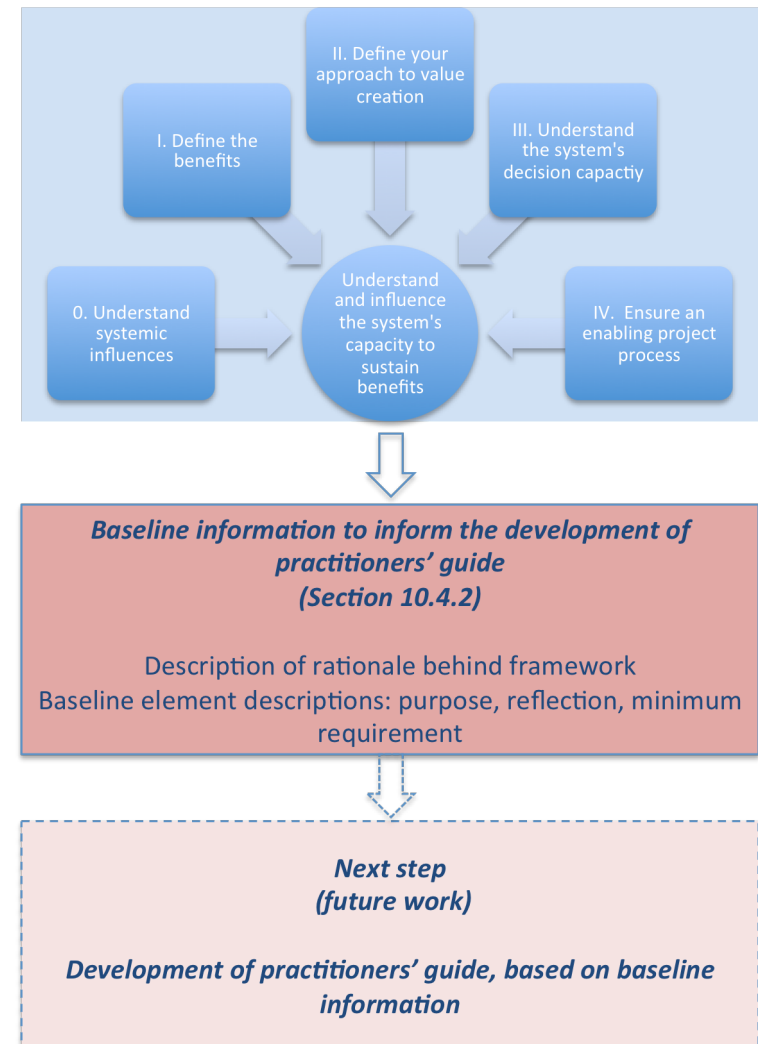 II. Define your
approach to value
creation
I. Define the
benefits
III. Understand
the system's
decision capactiy
0. Understand
systemic
influences
Understand
and influence
the system's
capacity to
sustain
benefits
IV.  Ensure an
enabling project
process
Baseline information to inform the development of
practitioners’ guide
(Section 10.4.2)
Description of rationale behind framework
Baseline element descriptions: purpose, reflection, minimum
requirement
Next step
(future work)
Development of practitioners’ guide, based on baseline
information